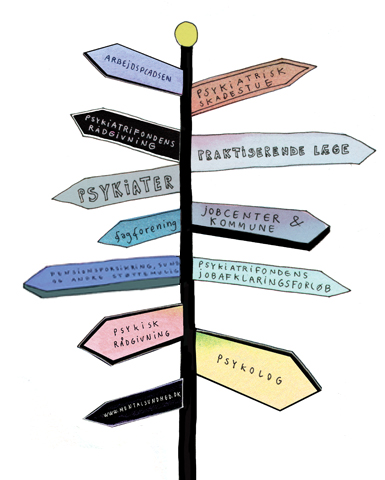 ARBEJDSPLADSEN
PSYKIATRISK
SKADESTUE
PSYKIATRIFONDENS
RÅDGIVNING
PRAKTISERENDE LÆGE
PSYKIATER
JOBCENTER &
KOMMUNE
fagforening
PENSIONSFORSIKRING, SUND
OG ANDRE STØTTEMULIG
PSYKIATRIFONDENS
JOBAFKLARINGSFORLØB
PSYKISK
RÅDGIVNING
PSYKOLOG
WWW.MENTALSUNDHED.DK